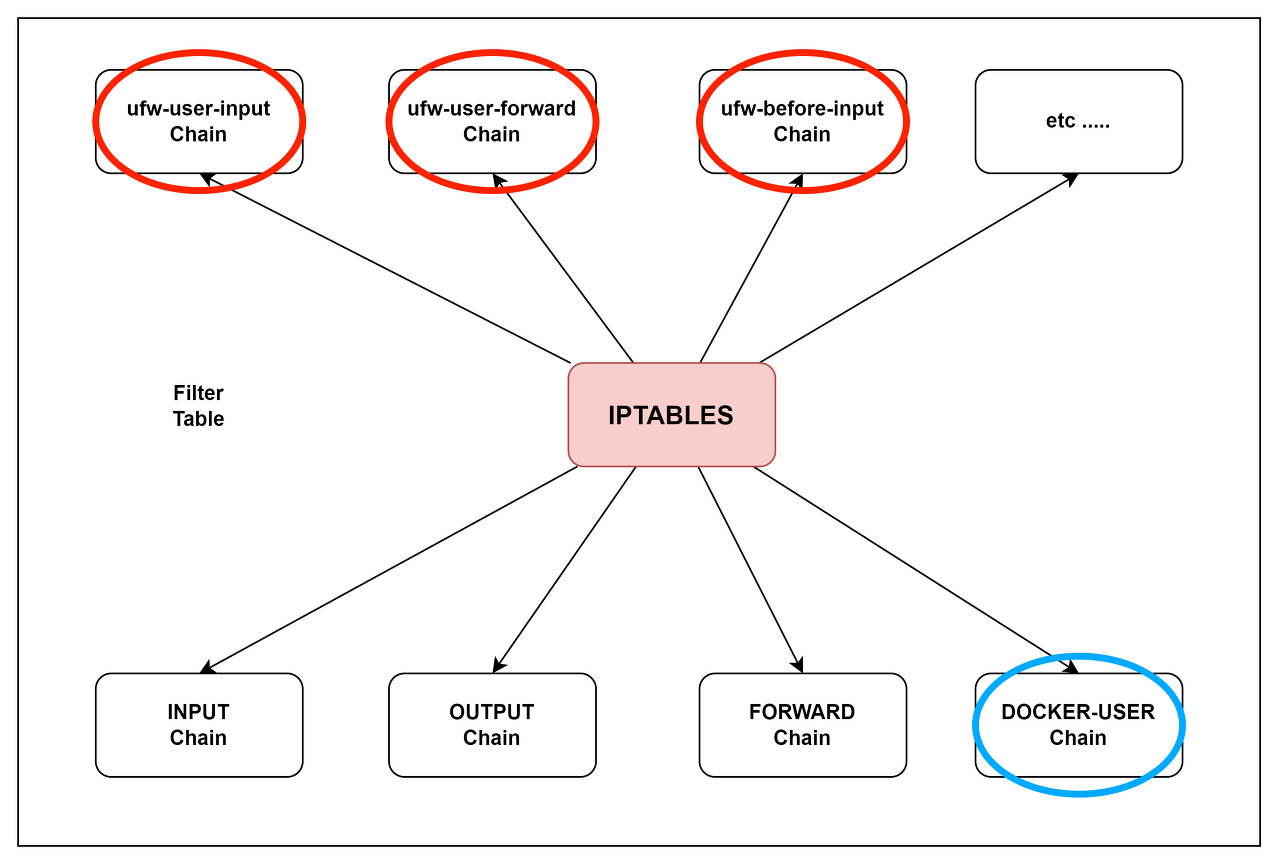 ufw-user-input
Chain
ufw-user-forward
Chain
ufw-before-input
Chain
etc .....
Filter
Table
IPTABLES
INPUT
Chain
OUTPUT
Chain
FORWARD
Chain
DOCKER-USER
Chain